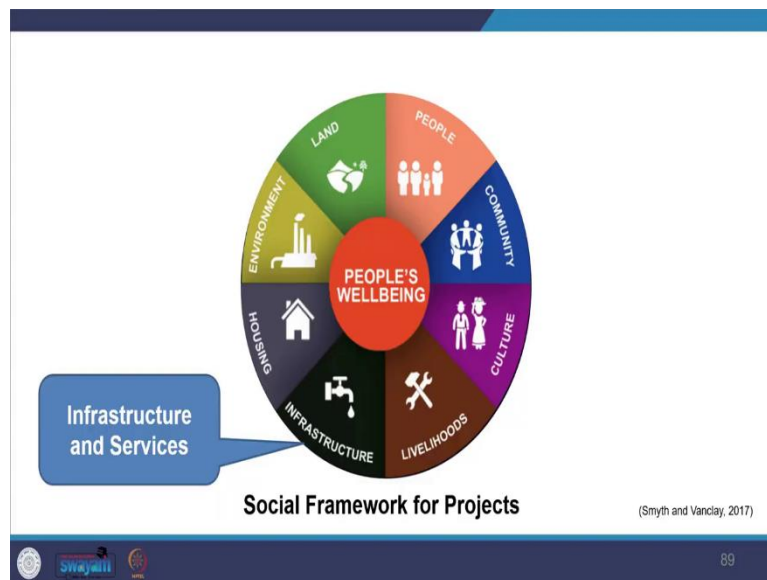 LAND
PEOPLE
ENVIRONMENT
COMMUNITY
PEOPLE'S
WELLBEING
HOUSING
CULTURE
INFRASTRUCTURE
LIVELIHOODS
Infrastructure
and Services
Social Framework for Projects
(Smyth and Vanclay, 2017)
swayam
89